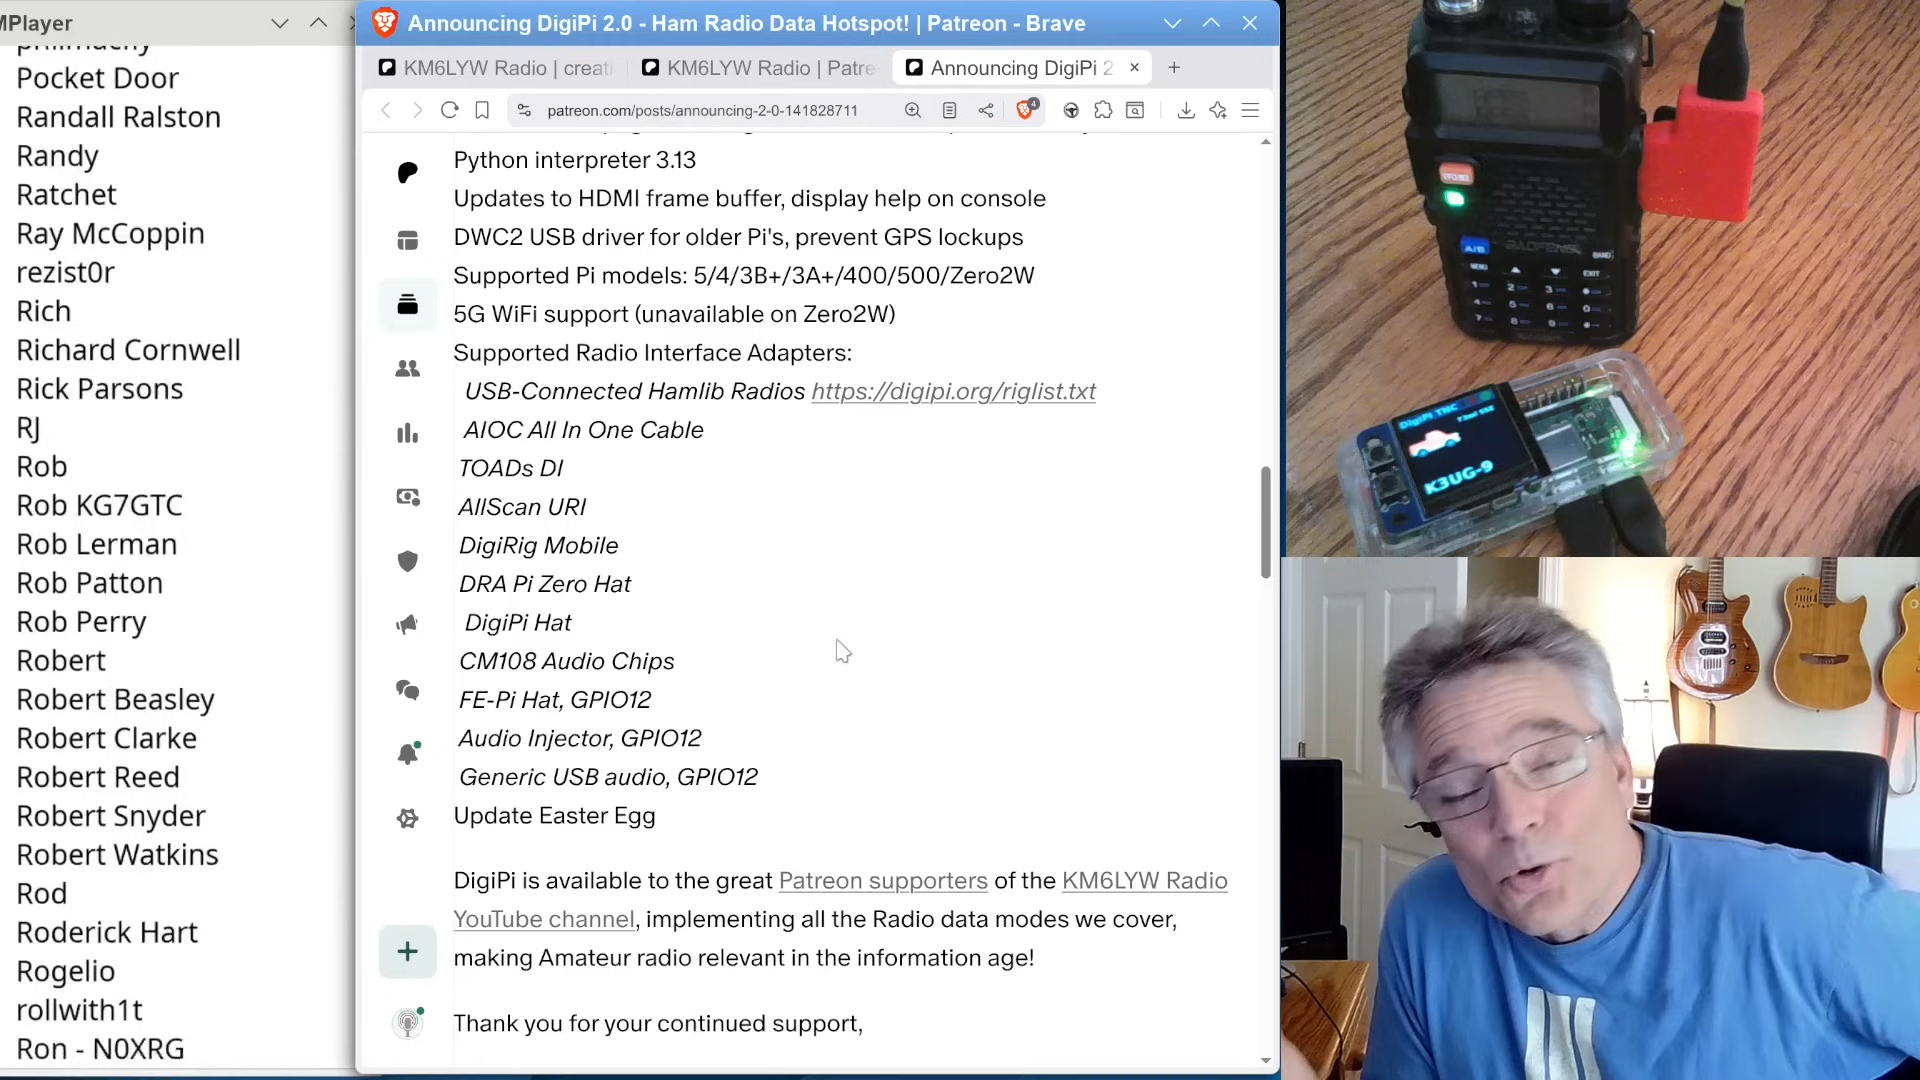 MPlayer
Pocket Door
Randall Ralston
Randy
Ratchet
Ray McCoppin
rezist0r
Rich
Richard Cornwell
Rick Parsons
RJ
Rob
Rob KG7GTC
Rob Lerman
Rob Patton
Rob Perry
Robert
Robert Beasley
Robert Clarke
Robert Reed
Robert Snyder
Robert Watkins
Rod
Roderick Hart
Rogelio
rollwith1t
Ron - N0XRG
Announcing DigiPi 2.0 - Ham Radio Data Hotspot! | Patreon - Brave
KM6LYW Radio | creat
KM6LYW Radio | Patre
Announcing DigiPi 2
patreon.com/posts/announcing-2-0-141828711
4
Python interpreter 3.13
Updates to HDMI frame buffer, display help on console
DWC2 USB driver for older Pi's, prevent GPS lockups
Supported Pi models: 5/4/3B+/3A+/400/500/Zero2W
5G WiFi support (unavailable on Zero2W)
Supported Radio Interface Adapters:
USB-Connected Hamlib Radios https://digipi.org/riglist.txt
AIOC All In One Cable
TOADs DI
AllScan URI
DigiRig Mobile
DRA Pi Zero Hat
DigiPi Hat
CM108 Audio Chips
FE-Pi Hat, GPIO12
Audio Injector, GPIO12
Generic USB audio, GPIO12
Update Easter Egg
DigiPi is available to the great Patreon supporters of the KM6LYW Radio
YouTube channel, implementing all the Radio data modes we cover,
making Amateur radio relevant in the information age!
Thank you for your continued support,
VFO/MR
A/B
BAOFENG
BAND
MENU
EXIT
DigiPi TNC
K3UG-9